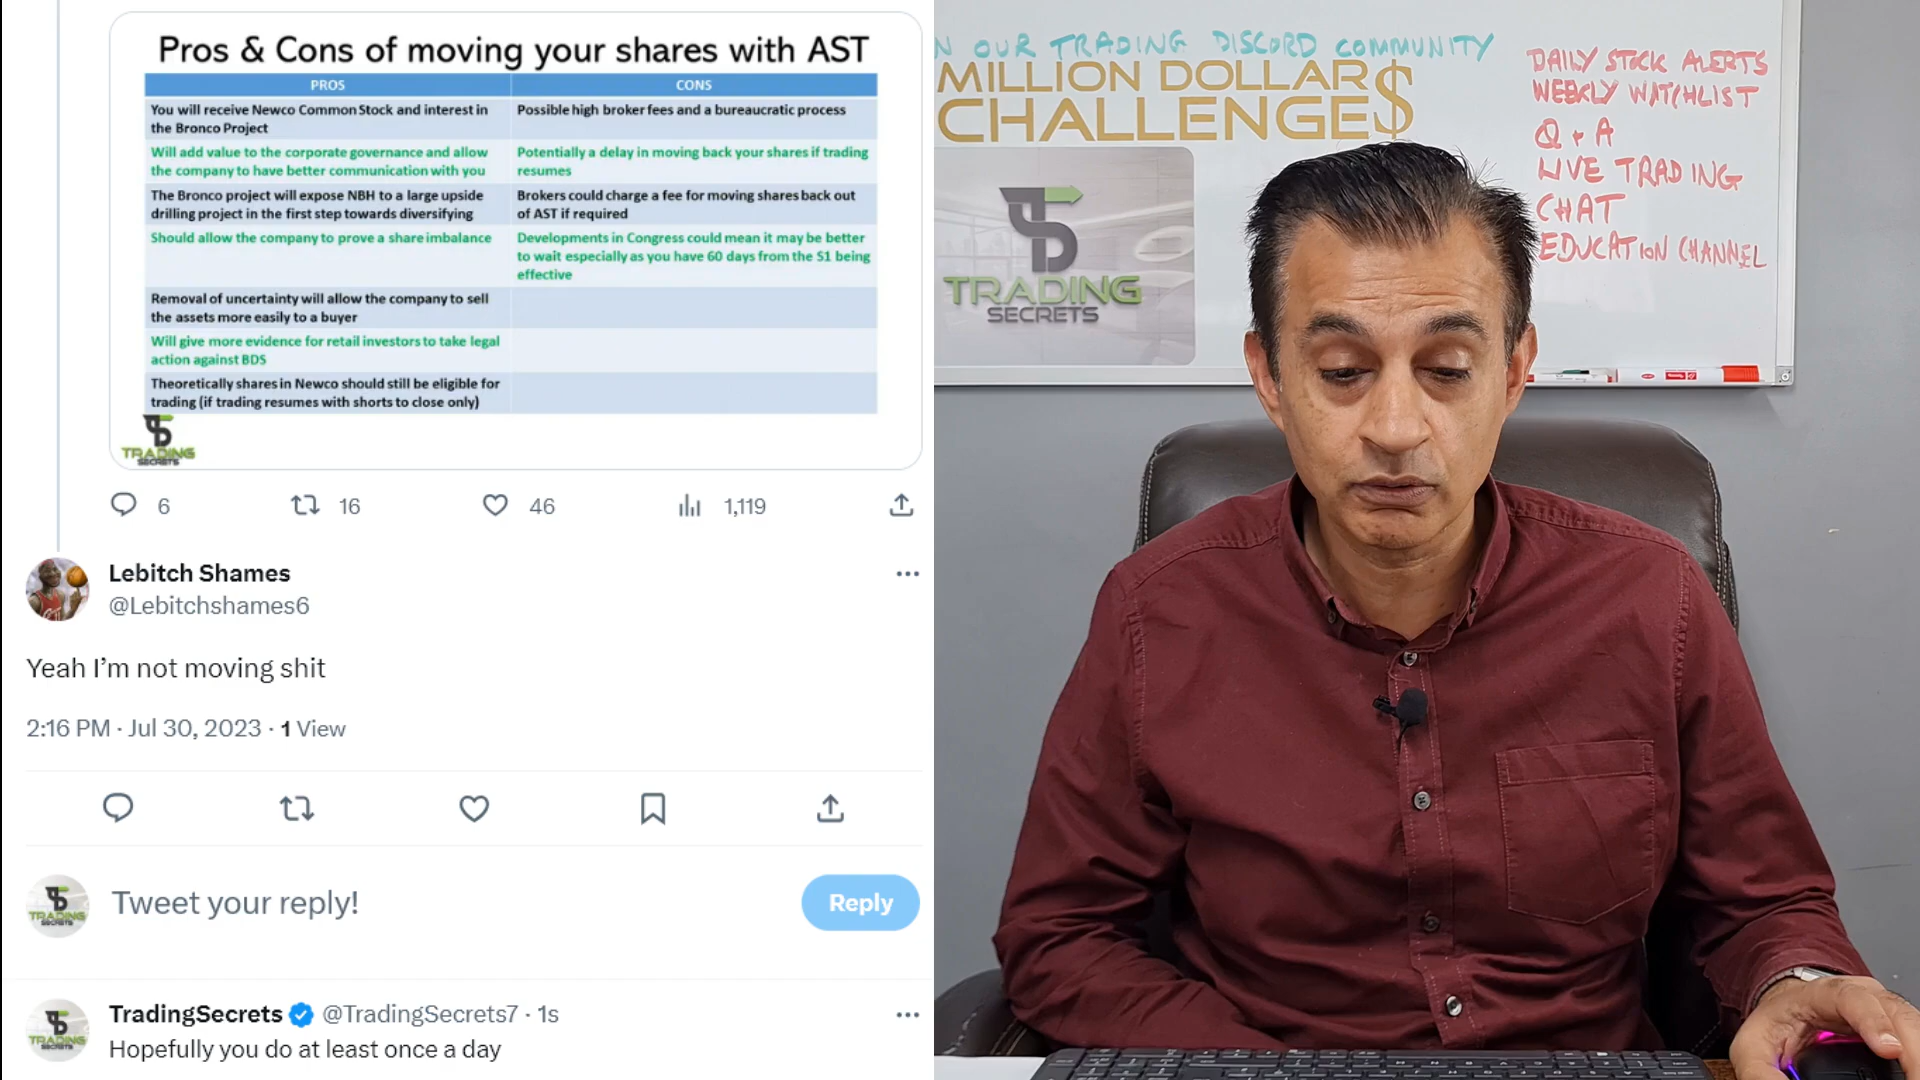 Pros & Cons of moving your shares with AST
PROS
CONS
You will receive Newco Common Stock and interest in
the Bronco Project
Possible high broker fees and a bureaucratic process
Will add value to the corporate governance and allow
the company to have better communication with you
Potentially a delay in moving back your shares if trading
resumes
The Bronco project will expose NBH to a large upside
drilling project in the first step towards diversifying
Brokers could charge a fee for moving shares back out
of AST if required
Should allow the company to prove a share imbalance
Developments in Congress could mean it may be better
to wait especially as you have 60 days from the S1 being
effective
Removal of uncertainty will allow the company to sell
the assets more easily to a buyer
Will give more evidence for retail investors to take legal
action against BDS
Theoretically shares in Newco should still be eligible for
trading (if trading resumes with shorts to close only)
TRADING
SECRETS
6
16
46
1,119
Lebitch Shames
@Lebitchshames6
Yeah I’m not moving shit
2:16 PM · Jul 30, 2023 · 1 View
TRADING
SECRETS
Tweet your reply!
Reply
TRADING
SECRETS
TradingSecrets @TradingSecrets7 · 1s
Hopefully you do at least once a day
N OUR TRADING DISCORD COMMUNITY
MILLION DOLLAR
CHALLENGE$
TRADING
SECRETS
DAILY STOCK ALERTS
WEEKLY WATCHLIST
Q + A
LIVE TRADING
CHAT
EDUCATION CHANNEL